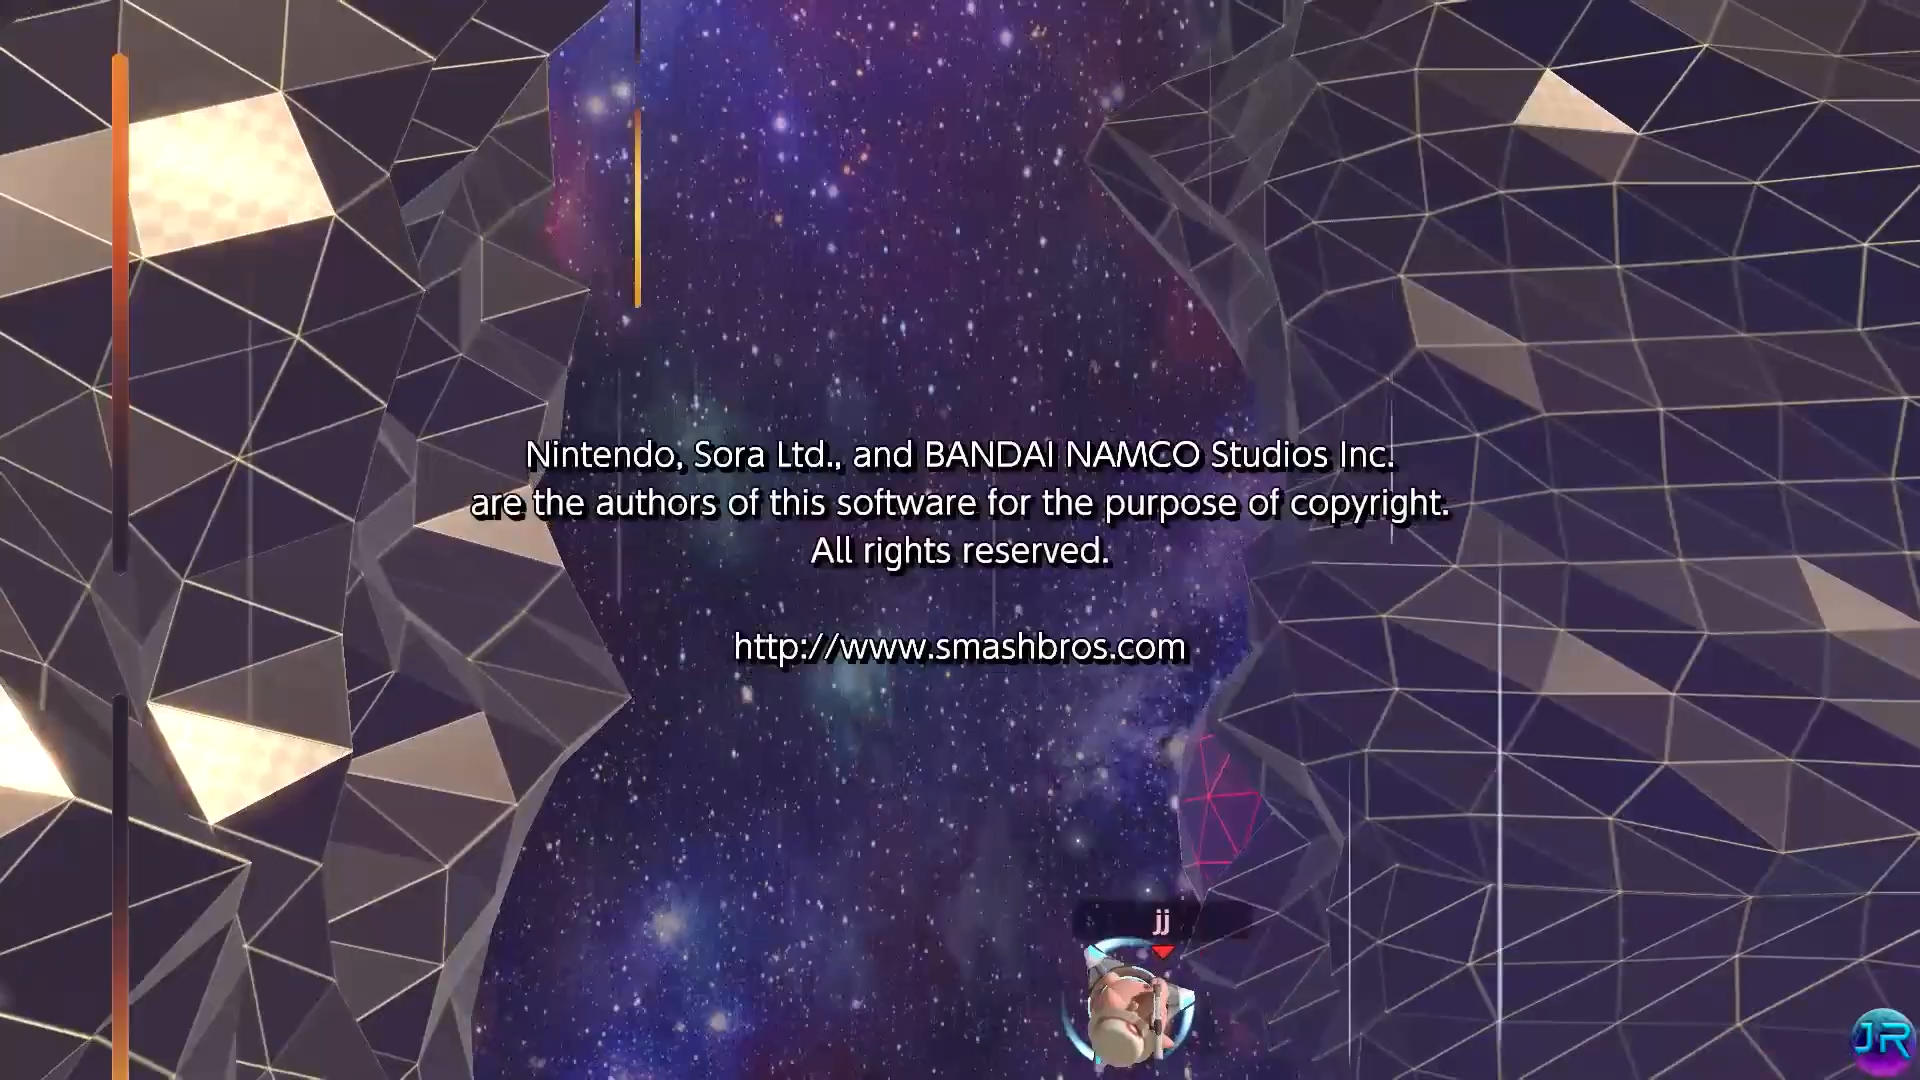 Nintendo, Sora Ltd., and BANDAI NAMCO Studios Inc.
are the authors of this software for the purpose of copyright.
All rights reserved.
http://www.smashbros.com
jj
JR